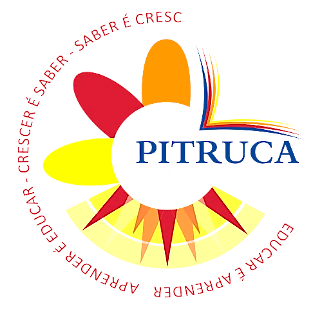 EDUCAR É APRENDER APRENDER É EDUCAR - CRESCER É SABER - SABER É CRESC
PITRUCA